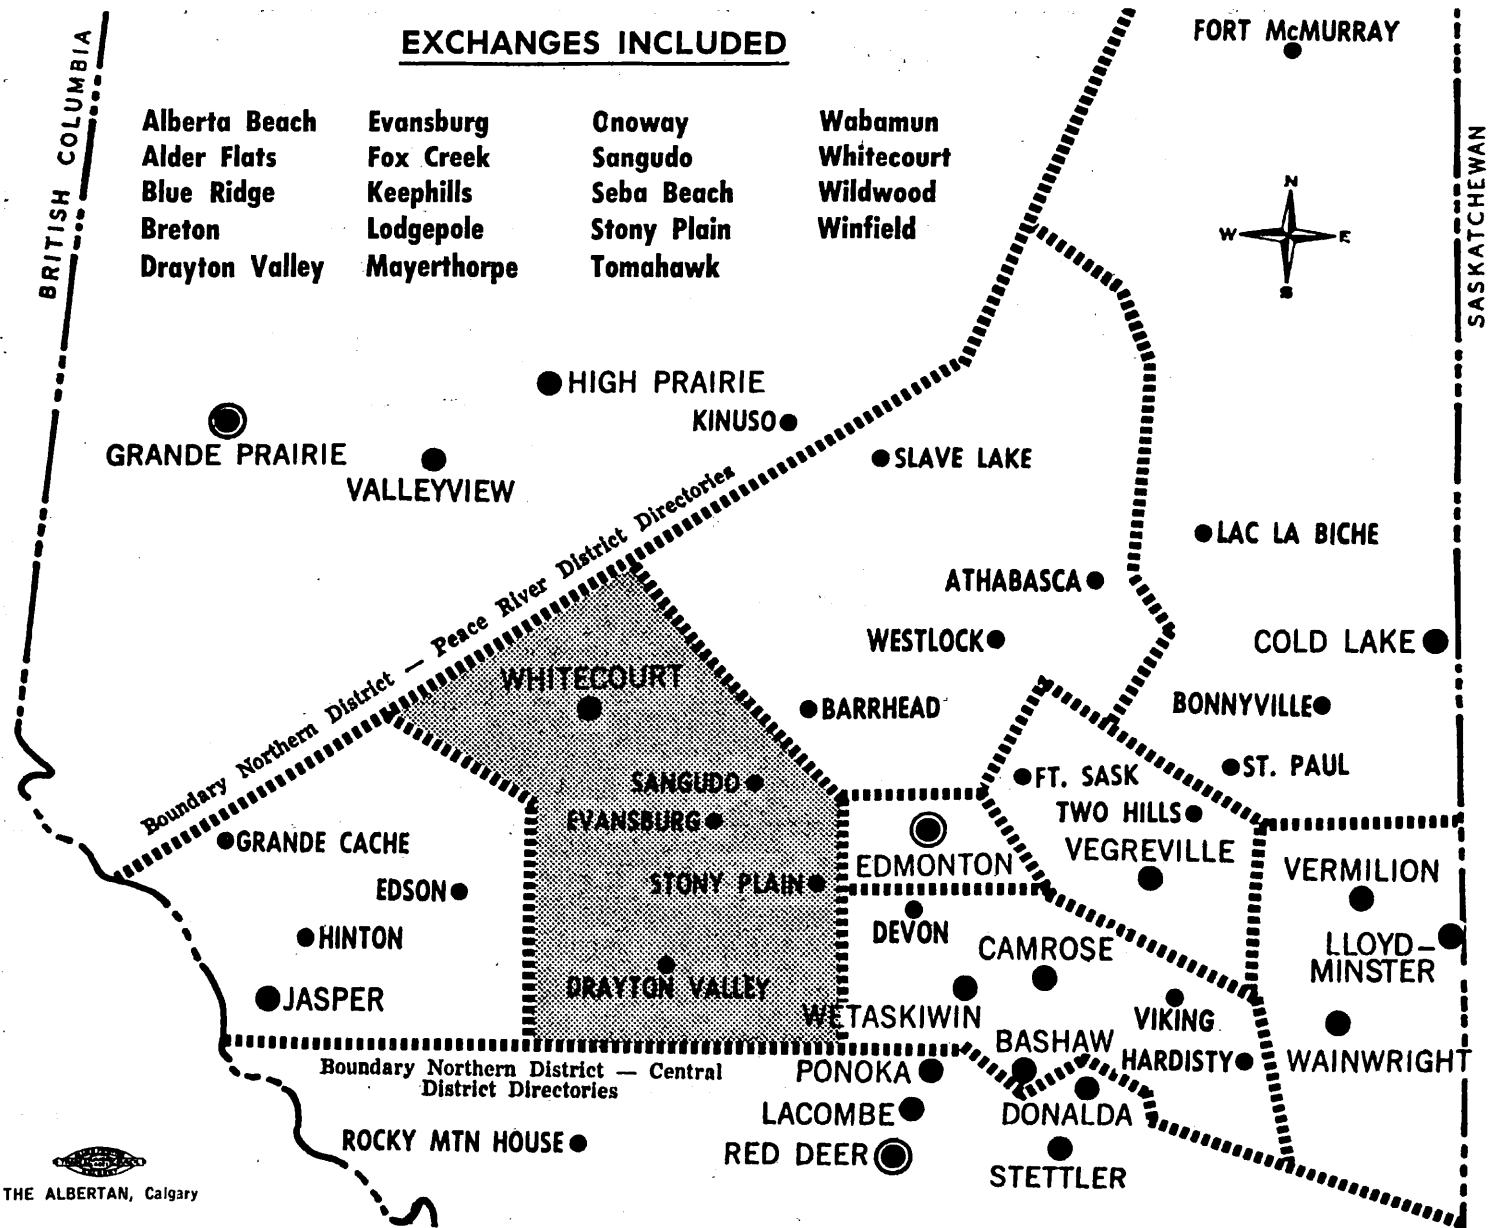 EXCHANGES INCLUDED
Alberta Beach
Alder Flats
Blue Ridge
Breton
Drayton Valley
Evansburg
Fox Creek
Keephills
Lodgepole
Mayerthorpe
Onoway
Sangudo
Seba Beach
Stony Plain
Tomahawk
Wabamun
Whitecourt
Wildwood
Winfield
BRITISH COLUMBIA
FORT McMURRAY
SASKATCHEWAN
N
W E
S
HIGH PRAIRIE
KINUSO
GRANDE PRAIRIE
VALLEYVIEW
SLAVE LAKE
Boundary Northern District — Peace River District Directories
LAC LA BICHE
ATHABASCA
WESTLOCK
COLD LAKE
WHITECOURT
BARRHEAD
BONNYVILLE
ST. PAUL
SANGUDO
FT. SASK
TWO HILLS
EVANSBURG
GRANDE CACHE
EDMONTON
VEGREVILLE
VERMILION
EDSON
STONY PLAIN
HINTON
DEVON
CAMROSE
LLOYD-
MINSTER
JASPER
DRAYTON VALLEY
WETASKIWIN
VIKING
BASHAW
HARDISTY
WAINWRIGHT
Boundary Northern District — Central
District Directories
PONOKA
LACOMBE
DONALDA
ROCKY MTN HOUSE
RED DEER
STETTLER
THE ALBERTAN, Calgary